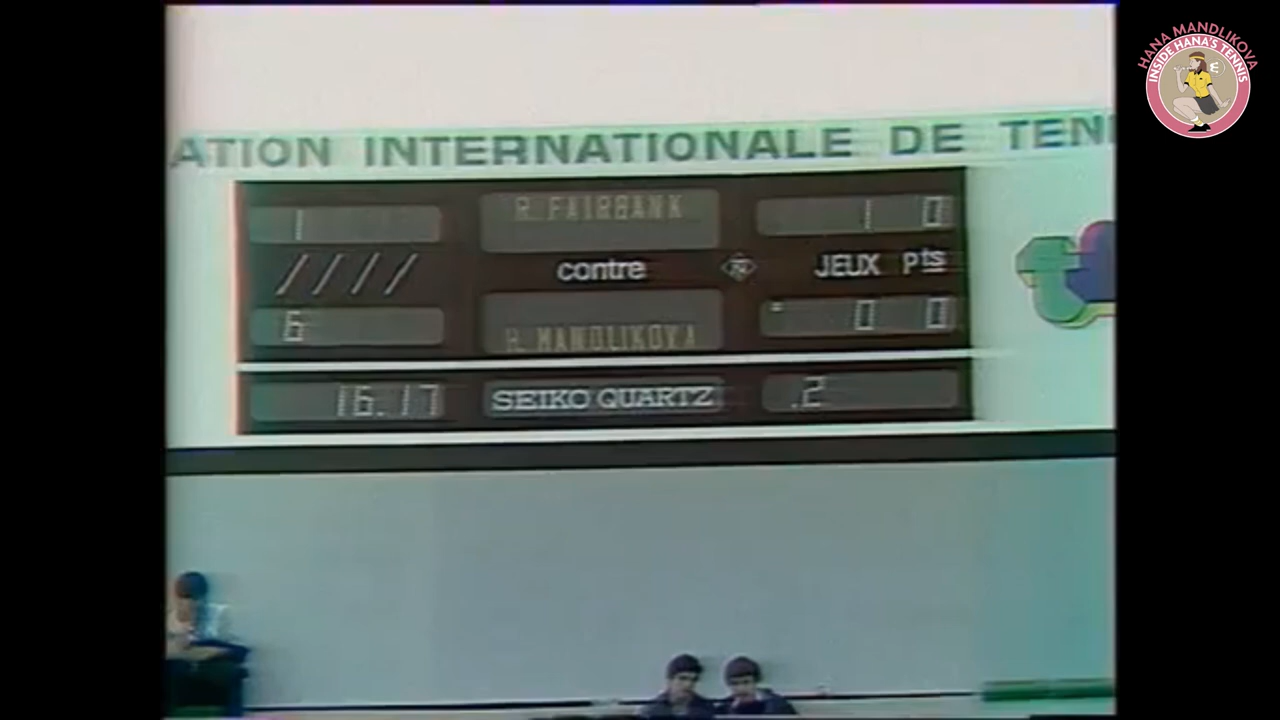 HANA MANDLIKOVA
INSIDE HANA'S TENNIS
ATION INTERNATIONALE DE TEN
1 R.FAIRBANK 1 0
//// contre JEUX Pts
6 H.MANDLIKOVA 0 0
16.17 SEIKO QUARTZ .2